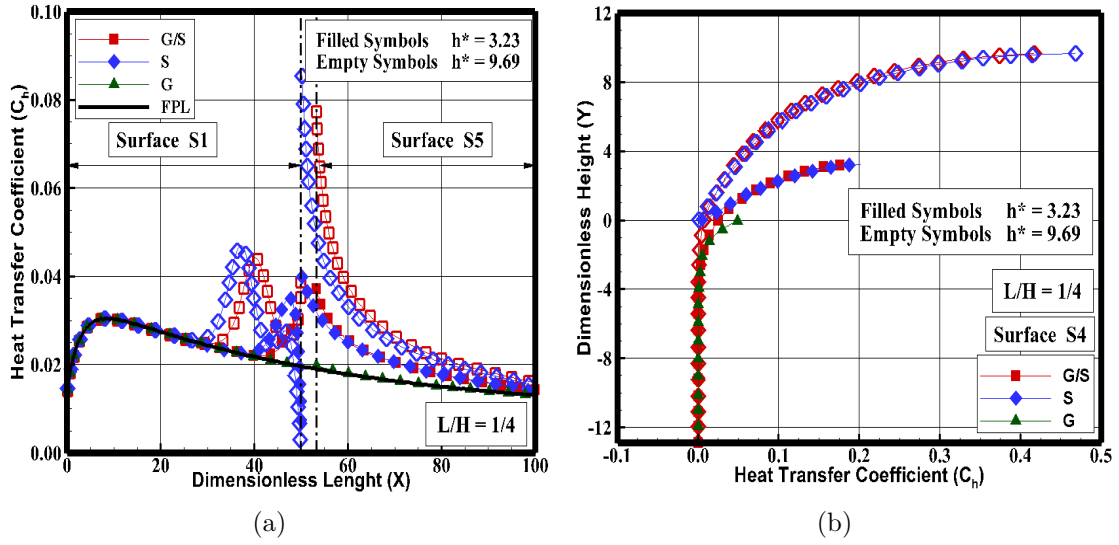 0.10
0.08
0.06
0.04
0.02
0.00
Heat Transfer Coefficient (Ch)
G/S
S
G
FPL
Filled Symbols h* = 3.23
Empty Symbols h* = 9.69
Surface S1
Surface S5
L/H = 1/4
0 20 40 60 80 100
Dimensionless Lenght (X)
(a)
12
8
4
0
-4
-8
-12
Dimensionless Height (Y)
Filled Symbols h* = 3.23
Empty Symbols h* = 9.69
L/H = 1/4
Surface S4
G/S
S
G
-0.1 0.0 0.1 0.2 0.3 0.4 0.5
Heat Transfer Coefficient (Ch)
(b)